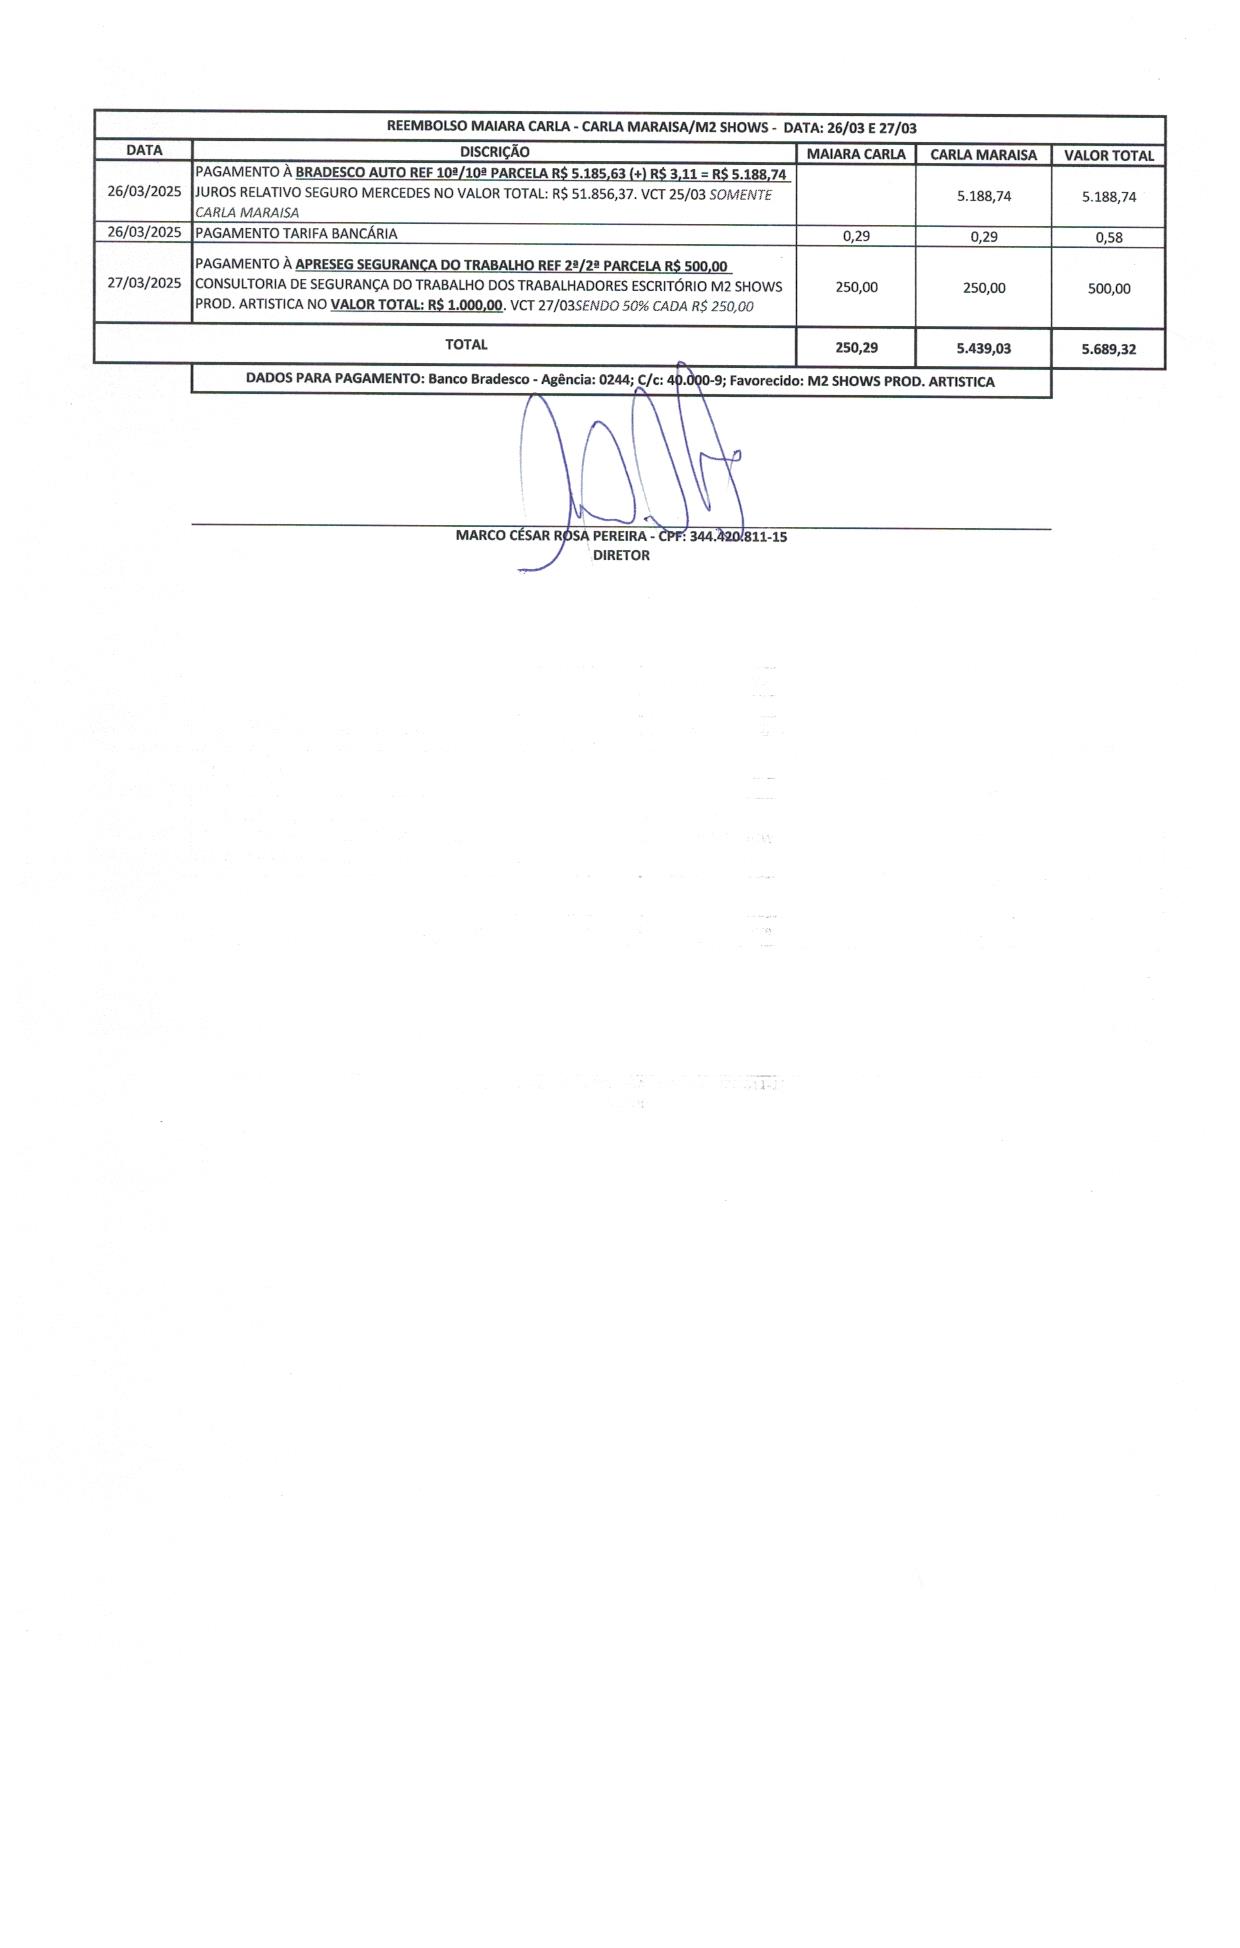 REEMBOLSO MAIARA CARLA - CARLA MARAISA/M2 SHOWS - DATA: 26/03 E 27/03
DATA DISCRIÇÃO MAIARA CARLA CARLA MARAISA VALOR TOTAL
PAGAMENTO À BRADESCO AUTO REF 10ª/10ª PARCELA R$ 5.185,63 (+) R$ 3,11 = R$ 5.188,74
26/03/2025 JUROS RELATIVO SEGURO MERCEDES NO VALOR TOTAL: R$ 51.856,37. VCT 25/03 SOMENTE 5.188,74 5.188,74
CARLA MARAISA
26/03/2025 PAGAMENTO TARIFA BANCÁRIA 0,29 0,29 0,58
PAGAMENTO À APRESEG SEGURANÇA DO TRABALHO REF 2ª/2ª PARCELA R$ 500,00
27/03/2025 CONSULTORIA DE SEGURANÇA DO TRABALHO DOS TRABALHADORES ESCRITÓRIO M2 SHOWS 250,00 250,00 500,00
PROD. ARTISTICA NO VALOR TOTAL: R$ 1.000,00. VCT 27/03SENDO 50% CADA R$ 250,00
TOTAL 250,29 5.439,03 5.689,32
DADOS PARA PAGAMENTO: Banco Bradesco - Agência: 0244; C/c: 40.000-9; Favorecido: M2 SHOWS PROD. ARTISTICA
MARCO CÉSAR ROSA PEREIRA - CPF: 344.420.811-15
DIRETOR